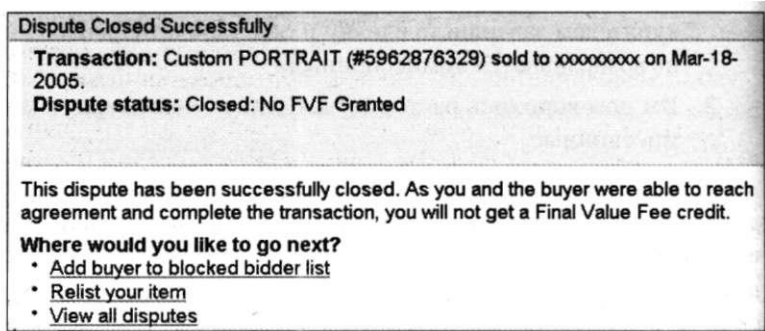 Dispute Closed Successfully
Transaction: Custom PORTRAIT (#5962876329) sold to xxxxxxxxx on Mar-18-
2005.
Dispute status: Closed: No FVF Granted
This dispute has been successfully closed. As you and the buyer were able to reach
agreement and complete the transaction, you will not get a Final Value Fee credit.
Where would you like to go next?
• Add buyer to blocked bidder list
• Relist your item
• View all disputes